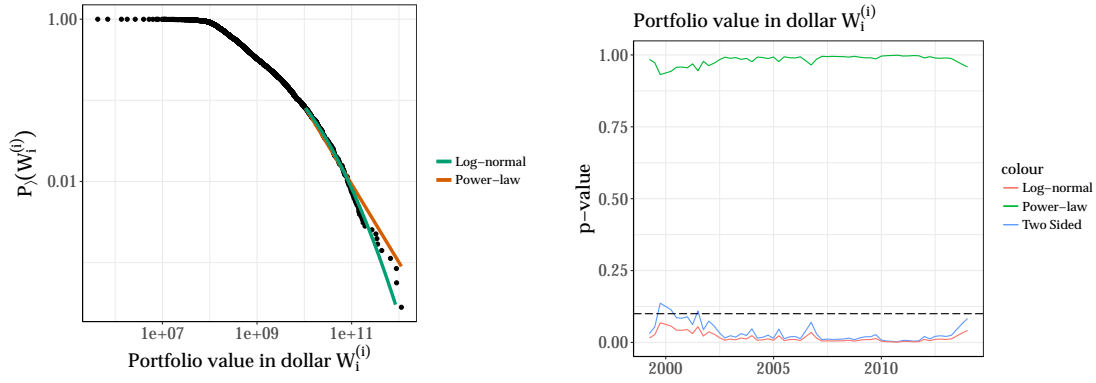 1.00
0.01
P⟩(W_i^(i))
1e+07
1e+09
1e+11
Portfolio value in dollar W_i^(i)
Log−normal
Power−law
Portfolio value in dollar W_i^(i)
1.00
0.75
0.50
0.25
0.00
p−value
2000
2005
2010
colour
Log−normal
Power−law
Two Sided